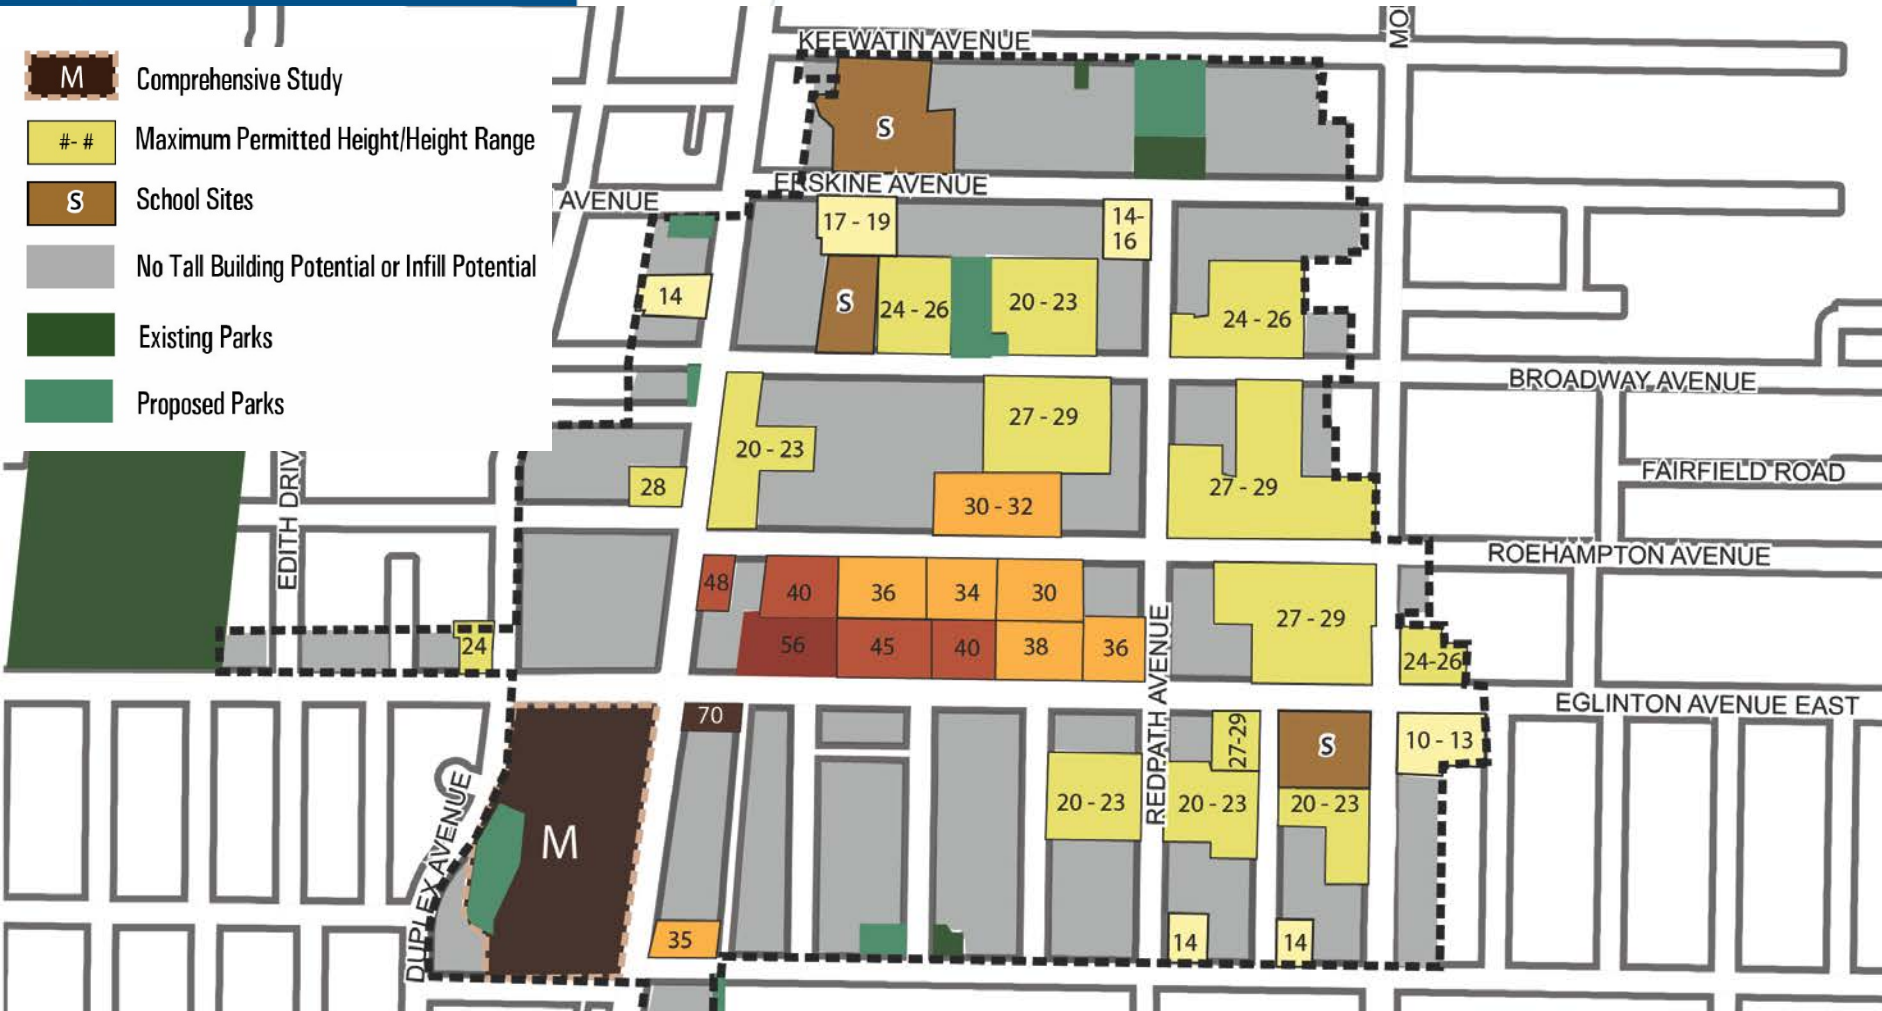 M
Comprehensive Study
#- #
Maximum Permitted Height/Height Range
S
School Sites
No Tall Building Potential or Infill Potential
Existing Parks
Proposed Parks
KEEWATIN AVENUE
S
ERSKINE AVENUE
AVENUE
17 - 19
14-
16
14
S
24 - 26
20 - 23
24 - 26
BROADWAY AVENUE
27 - 29
20 - 23
FAIRFIELD ROAD
28
27 - 29
30 - 32
EDITH DRIV
ROEHAMPTON AVENUE
48
40
36
34
30
27 - 29
24
56
45
40
38
36
24-26
REDPATH AVENUE
EGLINTON AVENUE EAST
70
27-29
S
10 - 13
20 - 23
20 - 23
20 - 23
M
DUPLEX AVENUE
35
14
14